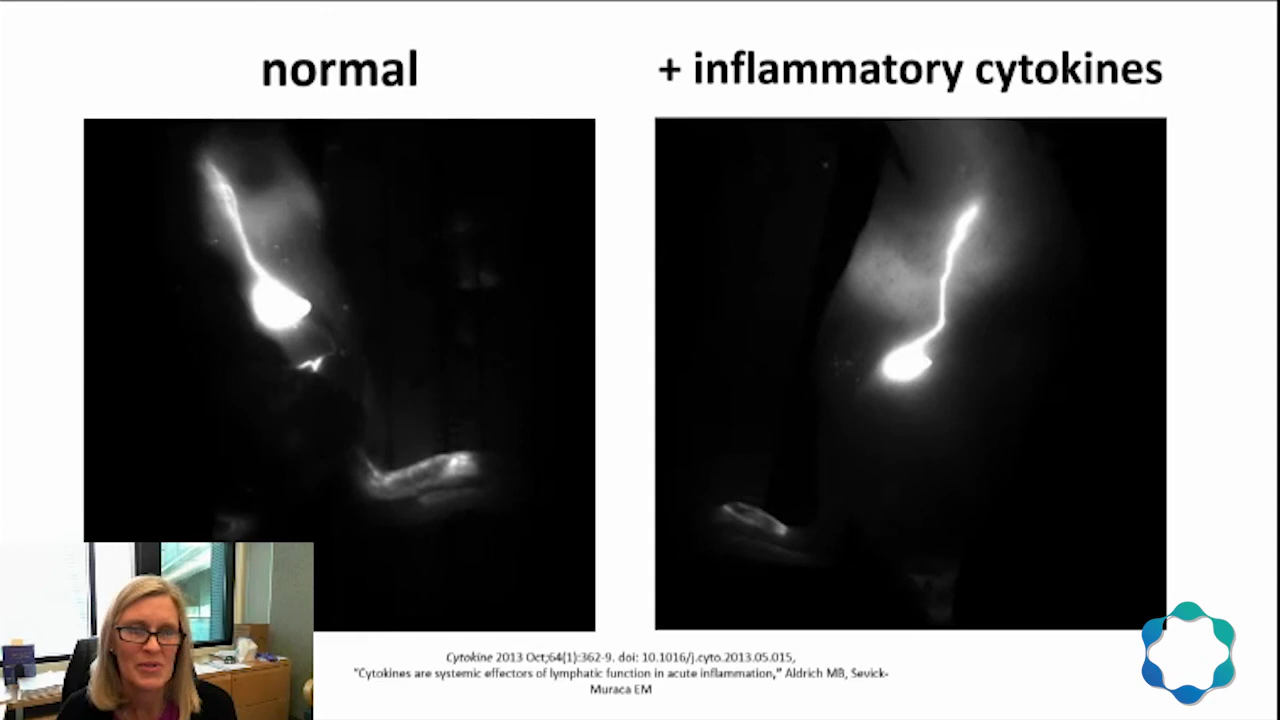 normal
+ inflammatory cytokines
Cytokine 2013 Oct;64(1):362-9. doi: 10.1016/j.cyto.2013.05.015,
"Cytokines are systemic effectors of lymphatic function in acute inflammation," Aldrich MB, Sevick-
Muraca EM